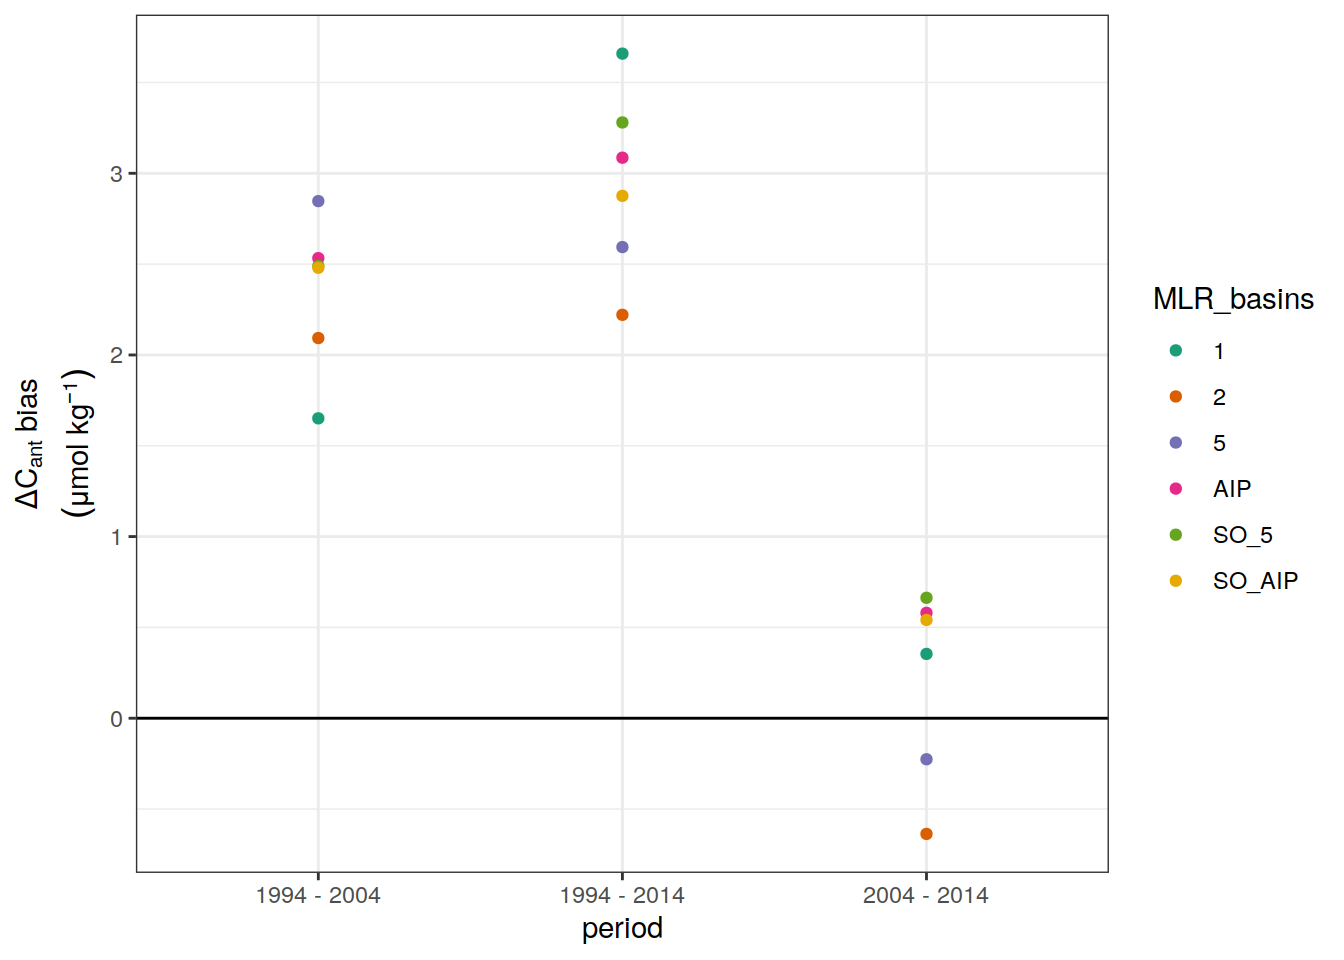 ΔCant bias
(μmol kg⁻¹)
3
2
1
0
1994 - 2004
1994 - 2014
2004 - 2014
period
MLR_basins
1
2
5
AIP
SO_5
SO_AIP